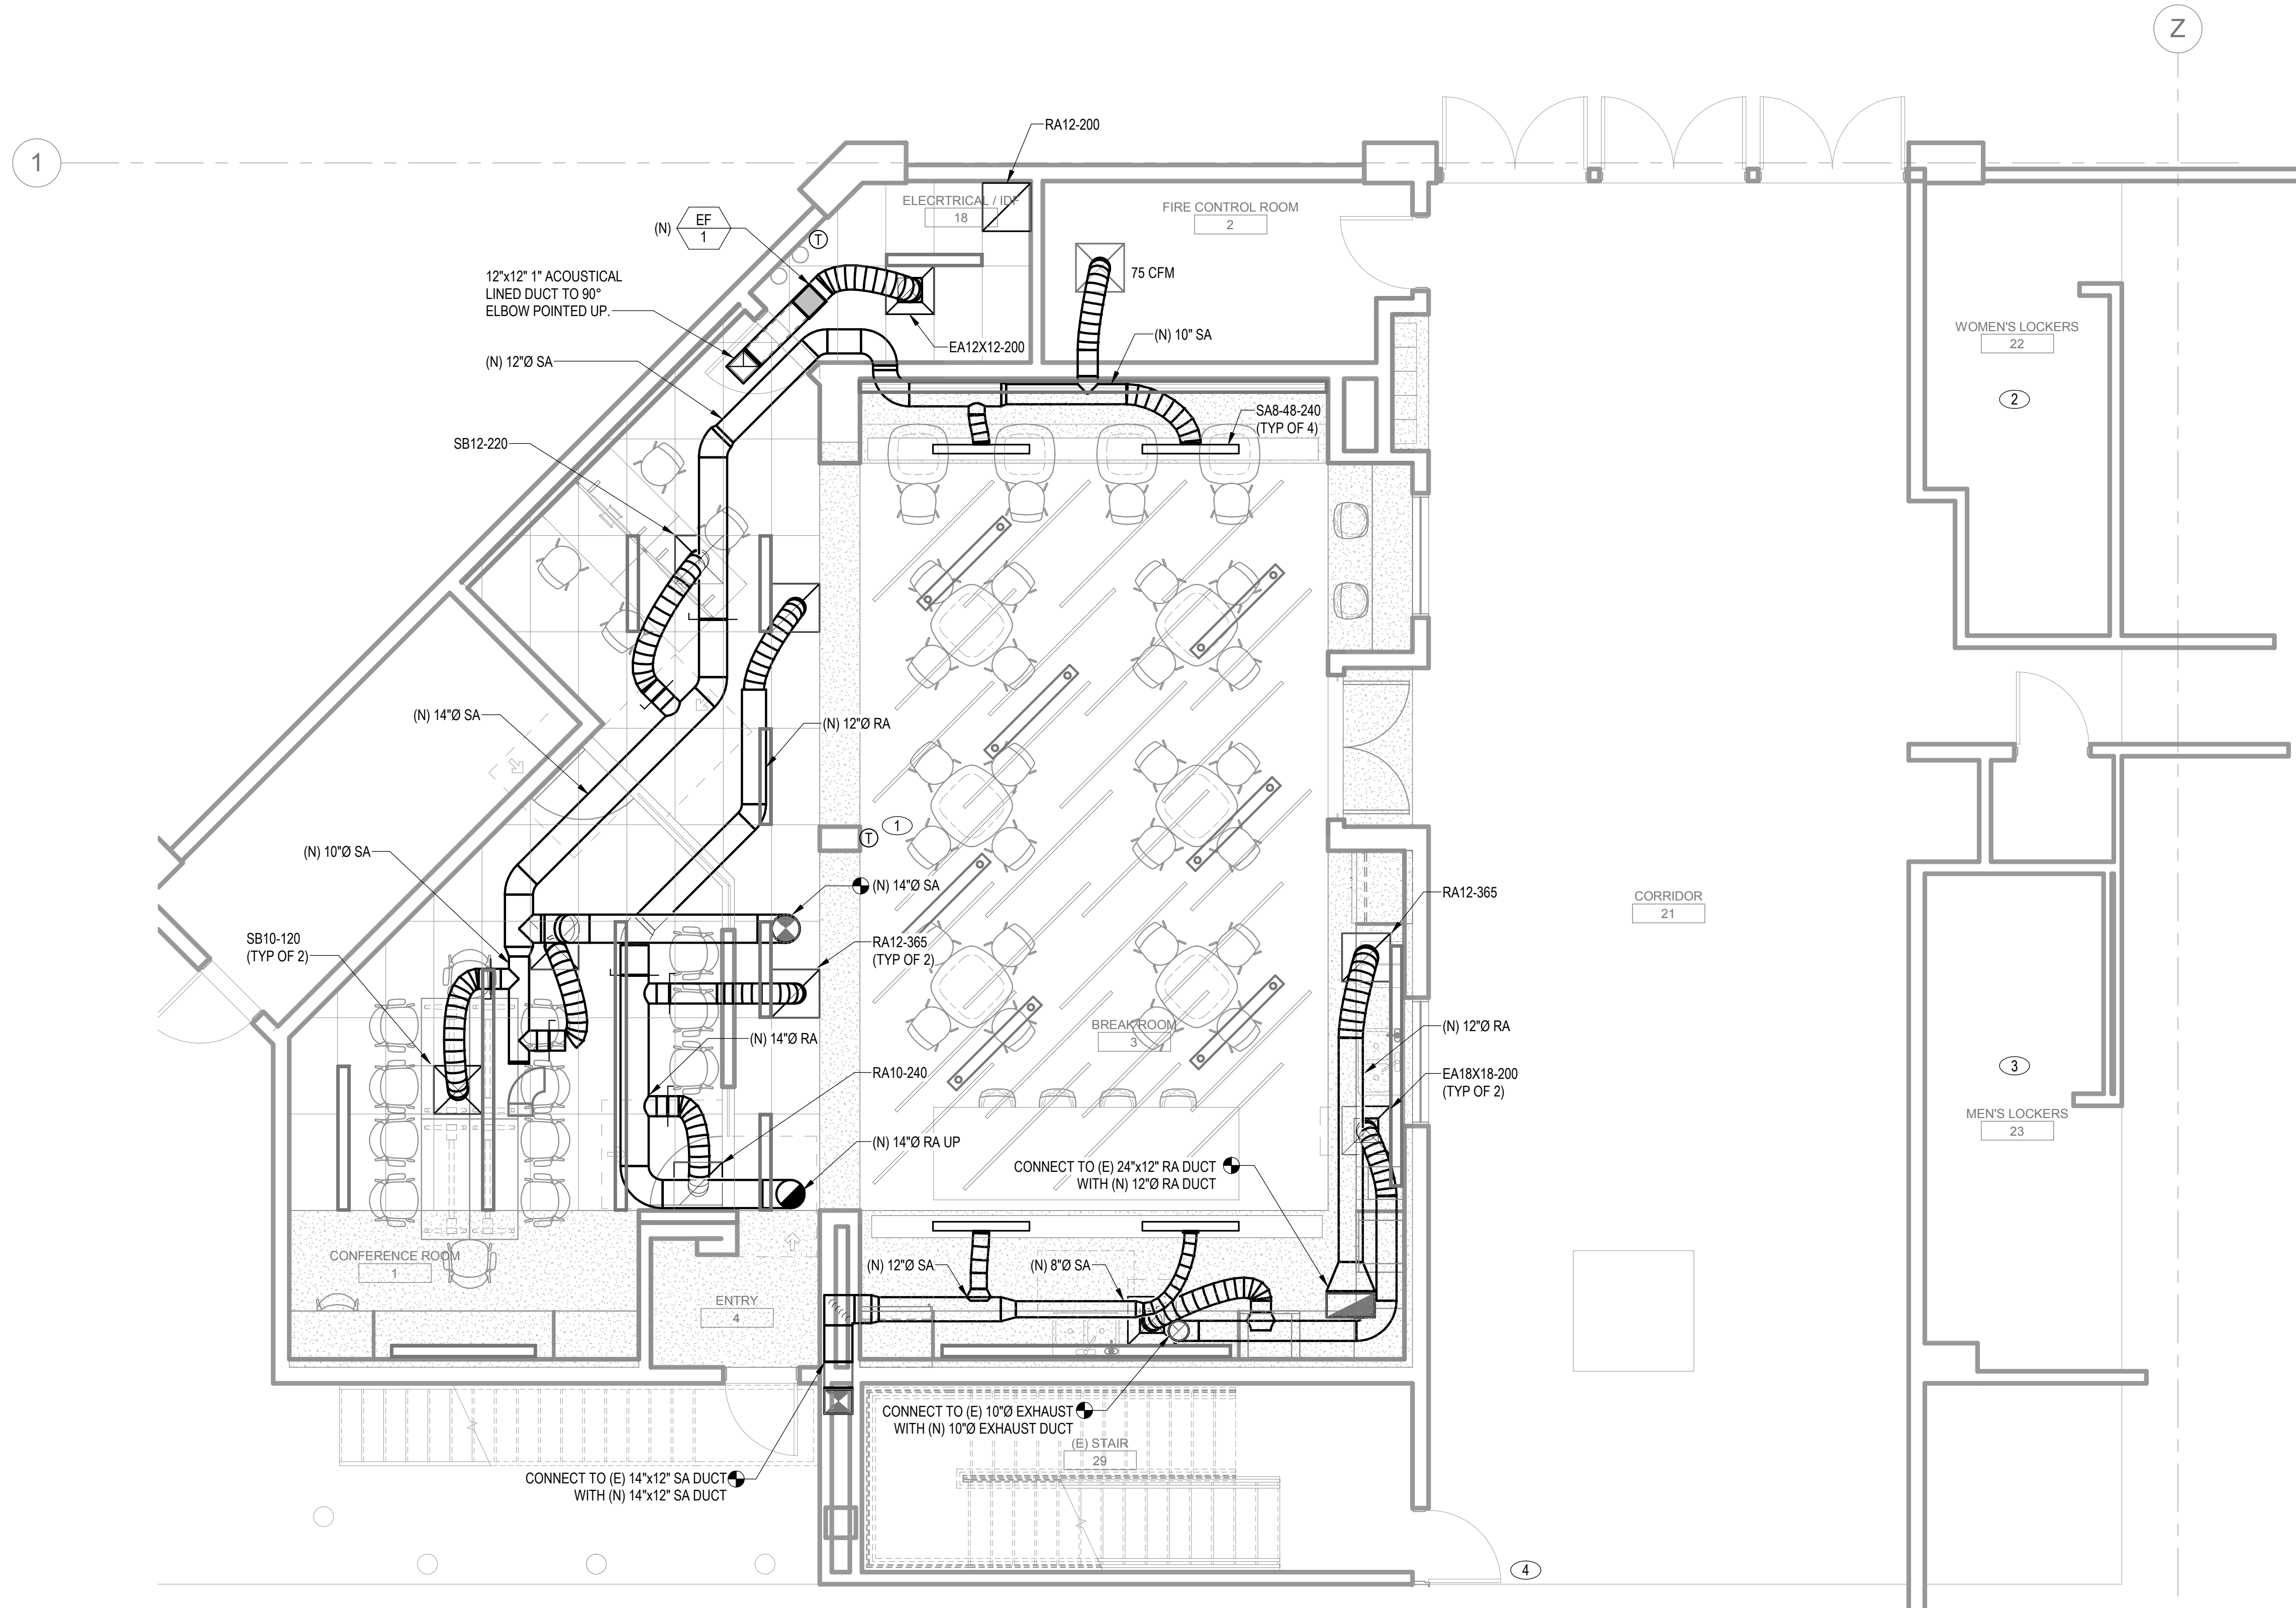 Z
1
RA12-200
ELECRTRICAL / IDF
18
FIRE CONTROL ROOM
2
(N)
EF
1
T
12"x12" 1" ACOUSTICAL
LINED DUCT TO 90°
ELBOW POINTED UP.
75 CFM
WOMEN'S LOCKERS
22
2
(N) 10" SA
EA12X12-200
(N) 12"Ø SA
SA8-48-240
(TYP OF 4)
SB12-220
(N) 14"Ø SA
(N) 12"Ø RA
T
1
(N) 10"Ø SA
(N) 14"Ø SA
RA12-365
CORRIDOR
21
SB10-120
(TYP OF 2)
RA12-365
(TYP OF 2)
BREAK ROOM
3
(N) 12"Ø RA
(N) 14"Ø RA
RA10-240
EA18X18-200
(TYP OF 2)
3
MEN'S LOCKERS
23
(N) 14"Ø RA UP
CONNECT TO (E) 24"x12" RA DUCT
WITH (N) 12"Ø RA DUCT
CONFERENCE ROOM
1
(N) 12"Ø SA
(N) 8"Ø SA
ENTRY
4
CONNECT TO (E) 10"Ø EXHAUST
WITH (N) 10"Ø EXHAUST DUCT
(E) STAIR
29
CONNECT TO (E) 14"x12" SA DUCT
WITH (N) 14"x12" SA DUCT
4